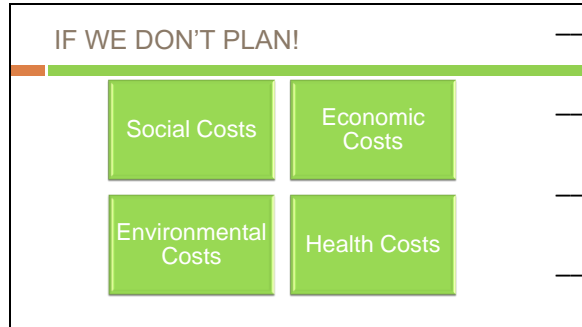 IF WE DON’T PLAN!
Social Costs
Economic
Costs
Environmental
Costs
Health Costs